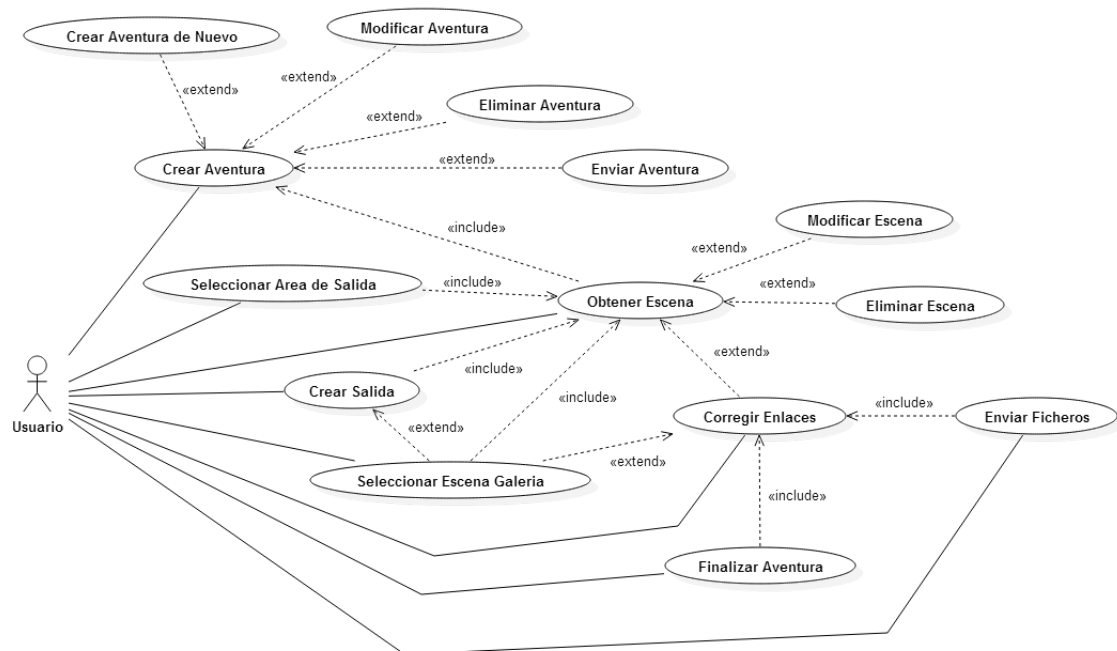 Crear Aventura de Nuevo
Modificar Aventura
«extend»
«extend»
Eliminar Aventura
«extend»
Crear Aventura
«extend»
Enviar Aventura
«include»
Modificar Escena
«extend»
Seleccionar Area de Salida
«include»
Obtener Escena
«extend»
Eliminar Escena
«extend»
«include»
Crear Salida
«include»
«include»
Usuario
«extend»
Corregir Enlaces
Enviar Ficheros
«extend»
Seleccionar Escena Galeria
«include»
Finalizar Aventura